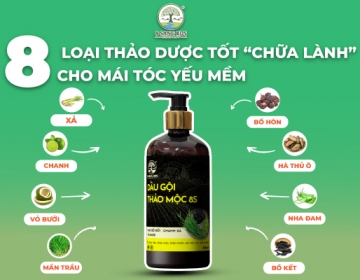 8
LOẠI THẢO DƯỢC TỐT “CHỮA LÀNH”
CHO MÁI TÓC YẾU MỀM
XẢ
BỒ HÒN
CHANH
HÀ THỦ Ô
VỎ BƯỞI
NHA ĐAM
MẦN TRẦU
BỒ KẾT
DẦU GỘI
THẢO MỘC 8S